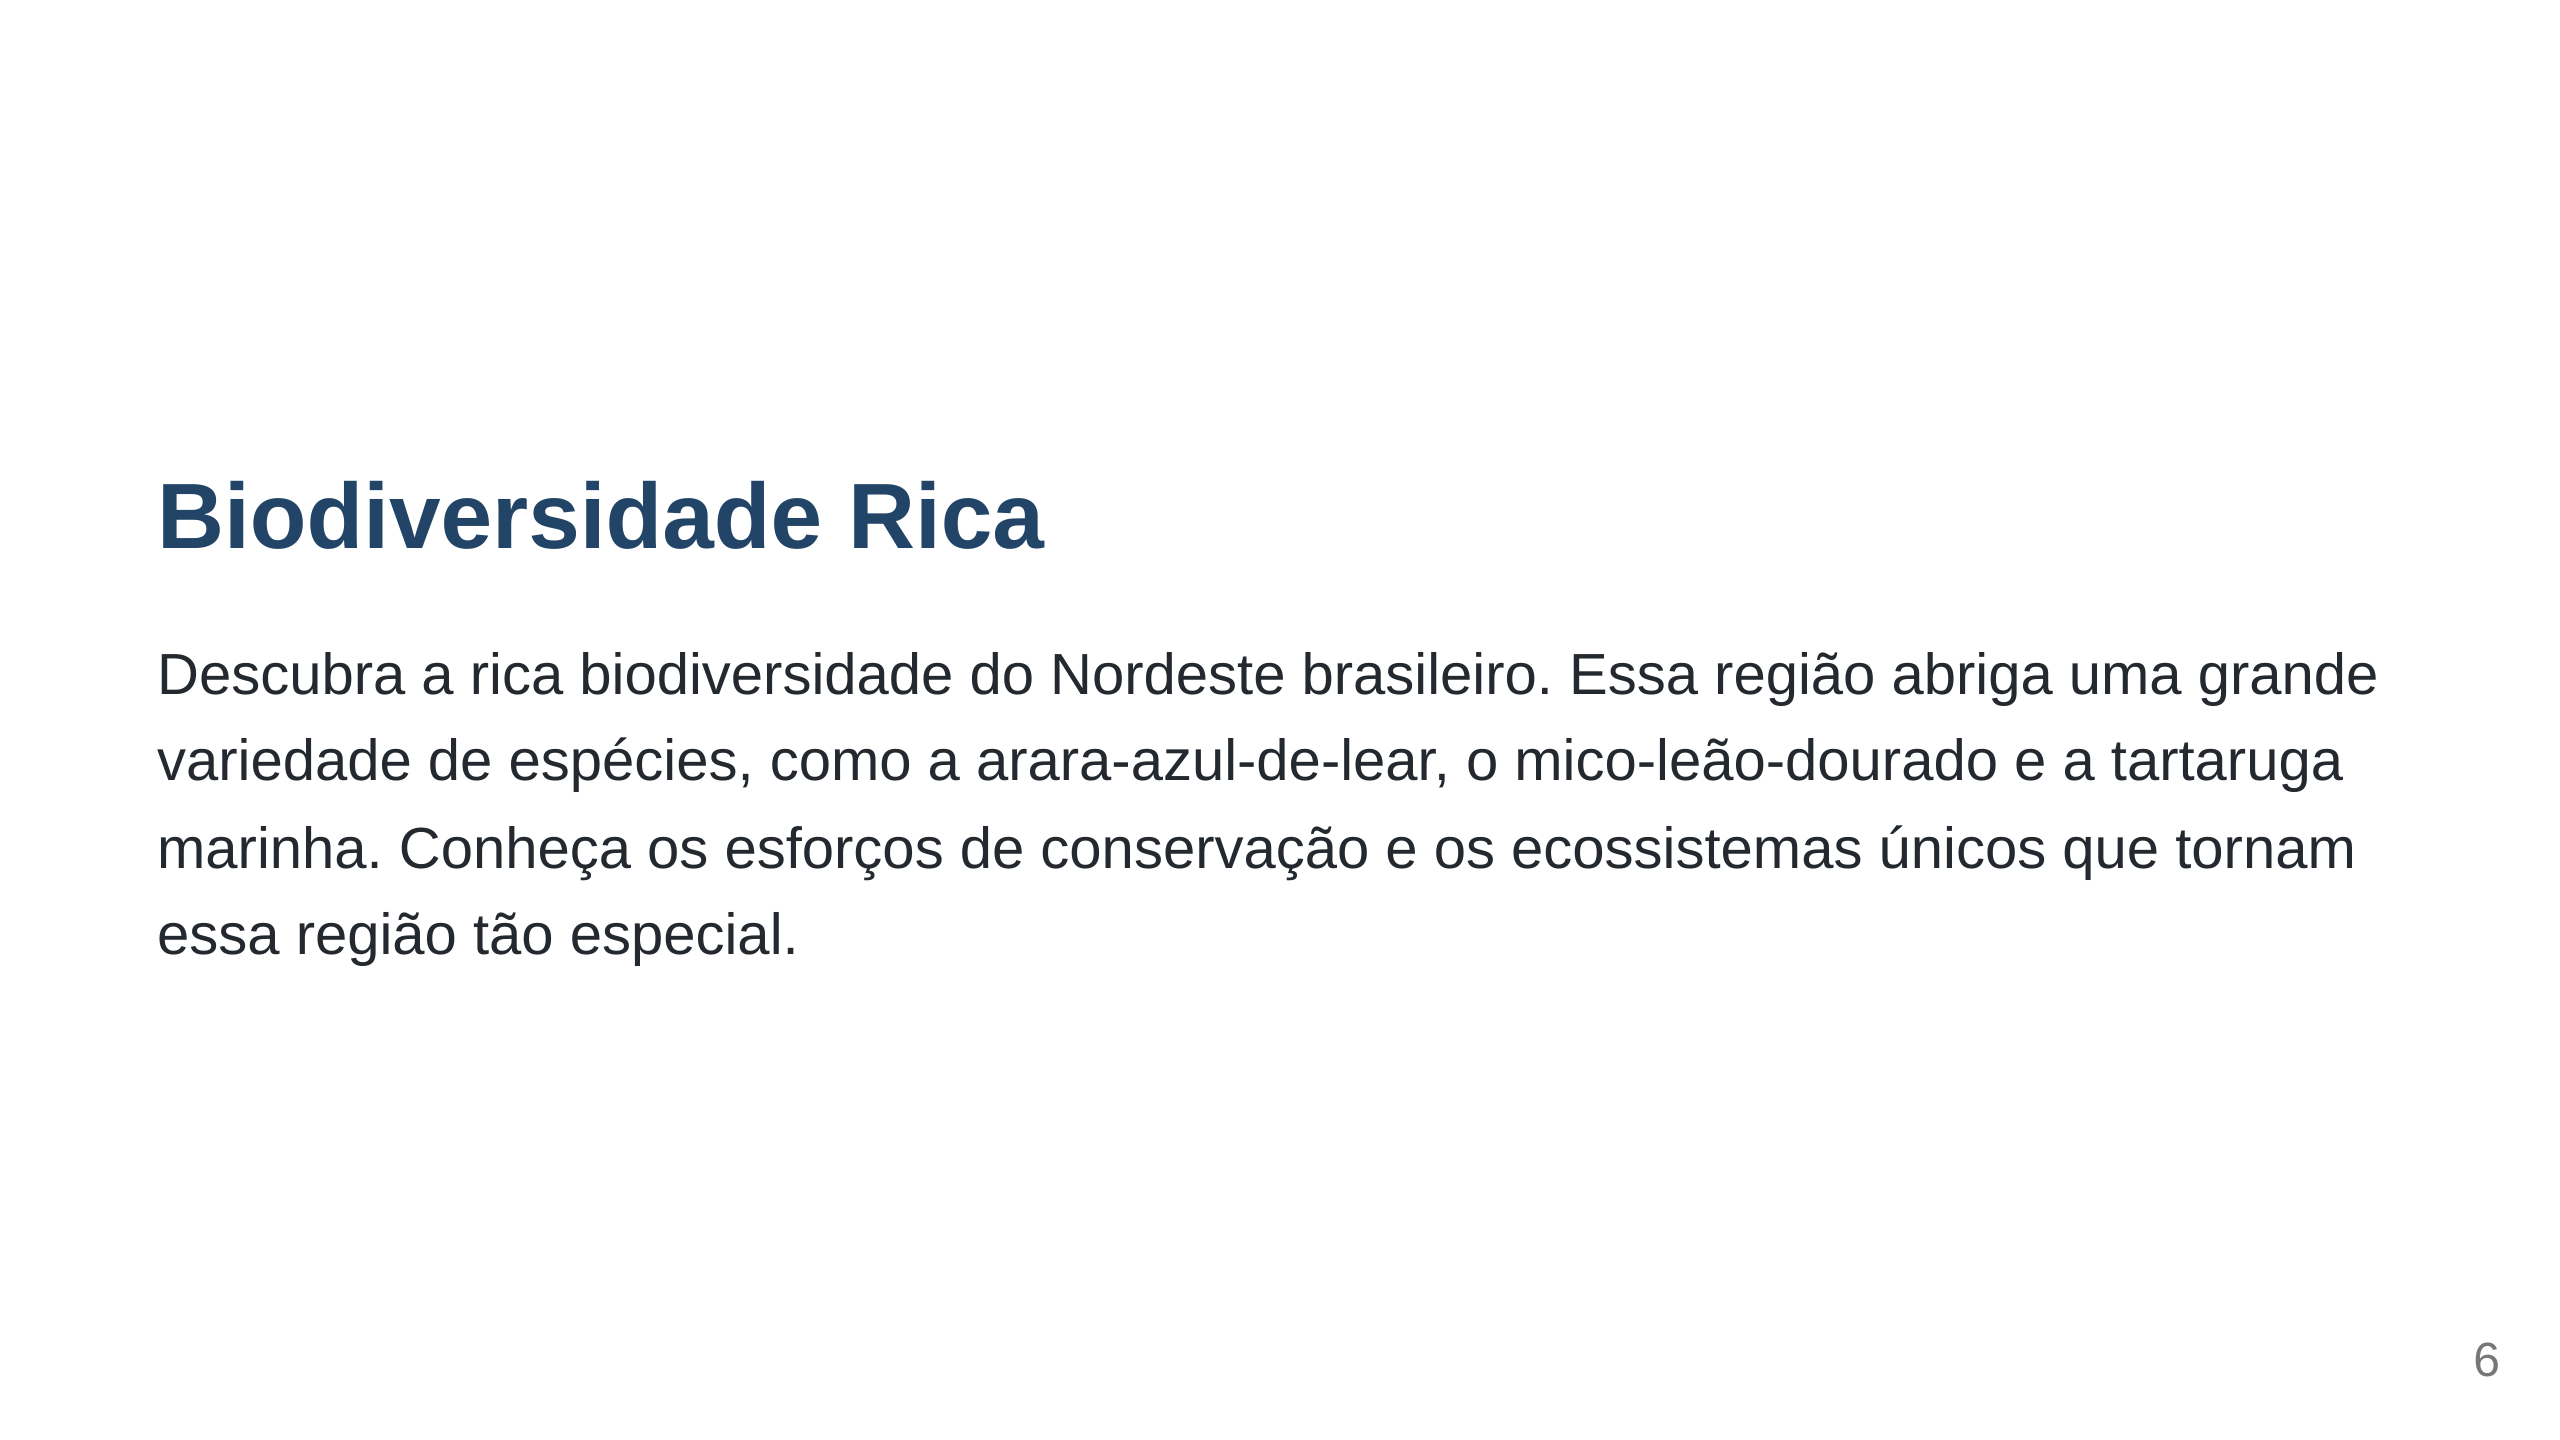 Biodiversidade Rica
Descubra a rica biodiversidade do Nordeste brasileiro. Essa região abriga uma grande
variedade de espécies, como a arara-azul-de-lear, o mico-leão-dourado e a tartaruga
marinha. Conheça os esforços de conservação e os ecossistemas únicos que tornam
essa região tão especial.
6